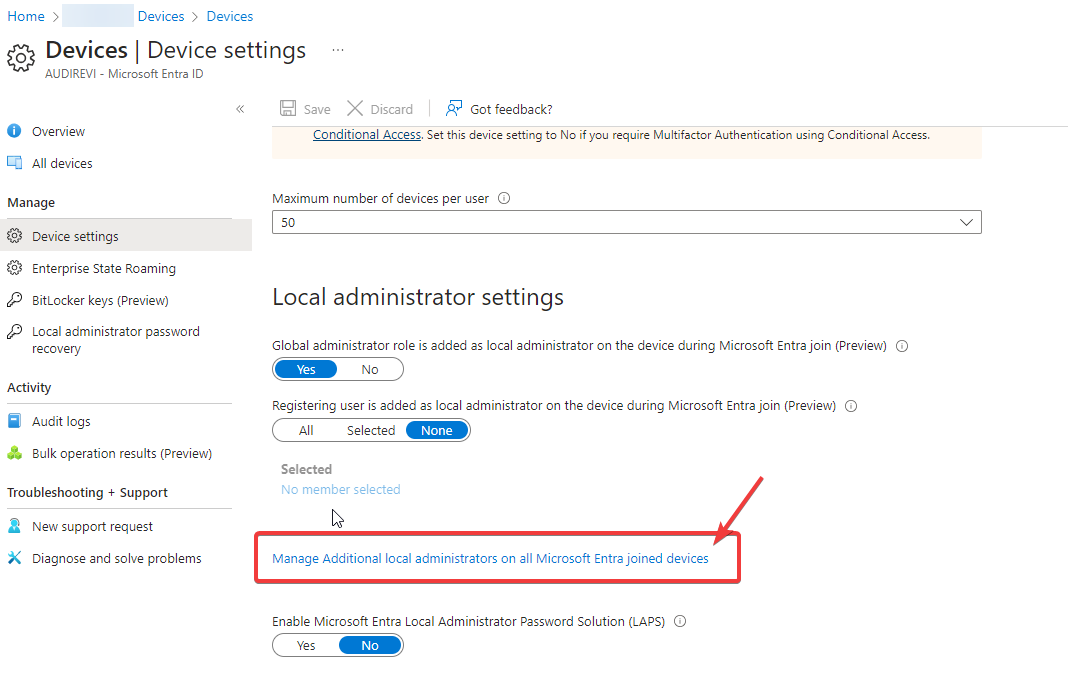 Home > Devices > Devices
Devices | Device settings ...
AUDIREVI - Microsoft Entra ID
«
Overview
All devices
Manage
Device settings
Enterprise State Roaming
BitLocker keys (Preview)
Local administrator password
recovery
Activity
Audit logs
Bulk operation results (Preview)
Troubleshooting + Support
New support request
Diagnose and solve problems
Save Discard Got feedback?
Conditional Access. Set this device setting to No if you require Multifactor Authentication using Conditional Access.
Maximum number of devices per user
50
Local administrator settings
Global administrator role is added as local administrator on the device during Microsoft Entra join (Preview)
Yes No
Registering user is added as local administrator on the device during Microsoft Entra join (Preview)
All Selected None
Selected
No member selected
Manage Additional local administrators on all Microsoft Entra joined devices
Enable Microsoft Entra Local Administrator Password Solution (LAPS)
Yes No